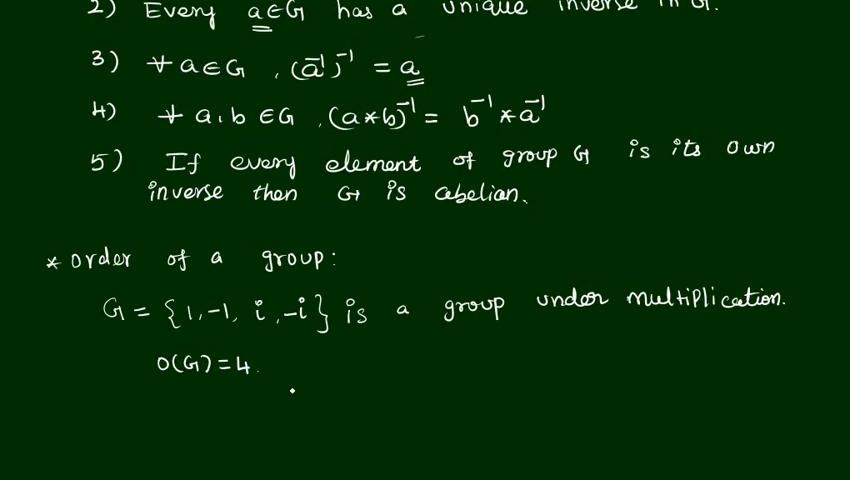 2) Every a∈G has a unique inverse in G.
3) ∀ a∈G , (a⁻¹)⁻¹ = a
4) ∀ a,b ∈G ,(a*b)⁻¹ = b⁻¹ * a⁻¹
5) If every element of group G is its own
inverse then G is abelian.
* order of a group:
G = {1,-1, i,-i} is a group under multiplication.
O(G)=4.